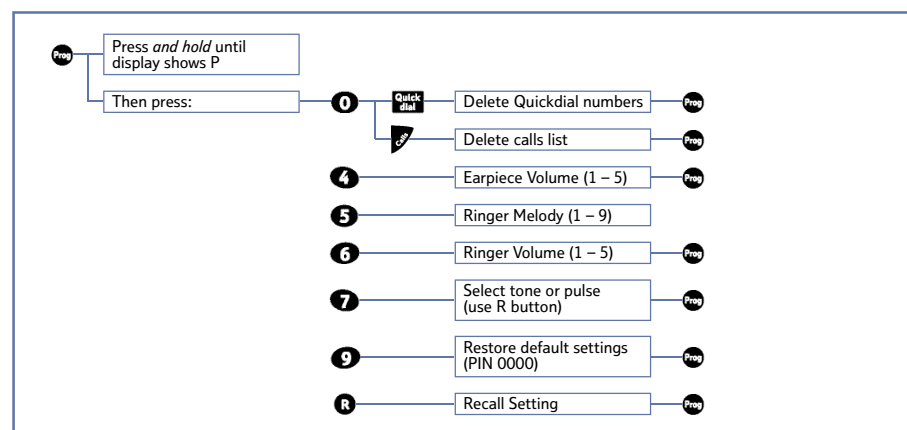 Prog
Press and hold until
display shows P
Then press:
0
Quick
dial
Delete Quickdial numbers
Prog
Calls
Delete calls list
Prog
4
Earpiece Volume (1 – 5)
Prog
5
Ringer Melody (1 – 9)
6
Ringer Volume (1 – 5)
Prog
7
Select tone or pulse
(use R button)
Prog
9
Restore default settings
(PIN 0000)
Prog
R
Recall Setting
Prog